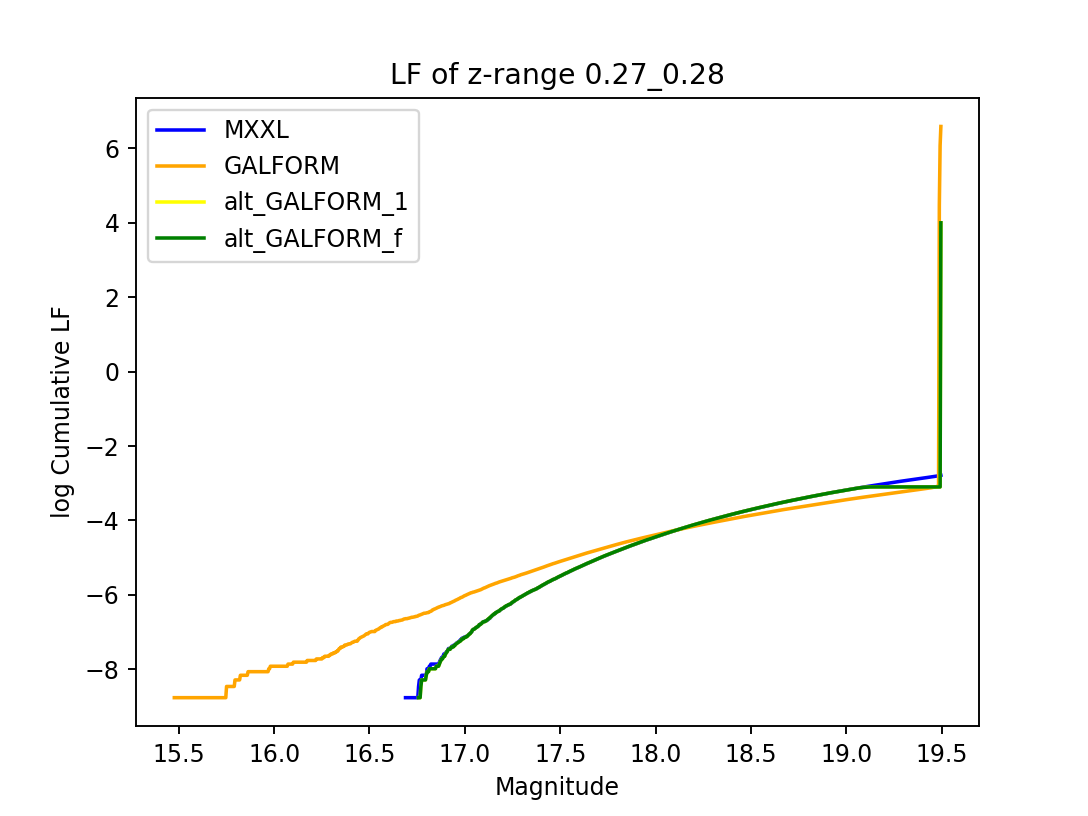 LF of z-range 0.27_0.28
MXXL
GALFORM
alt_GALFORM_1
alt_GALFORM_f
log Cumulative LF
6
4
2
0
−2
−4
−6
−8
15.5 16.0 16.5 17.0 17.5 18.0 18.5 19.0 19.5
Magnitude